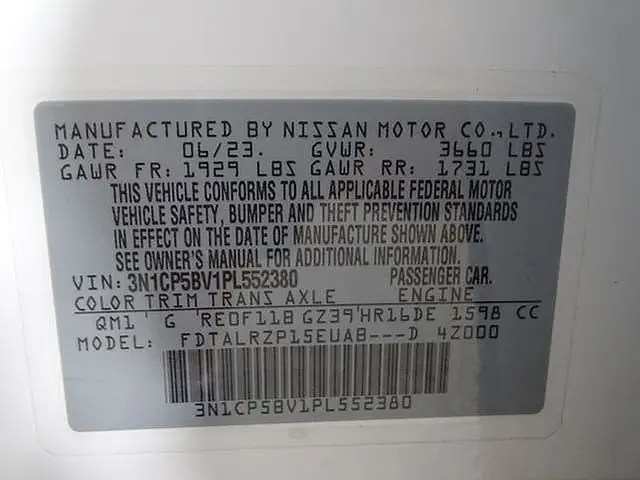 MANUFACTURED BY NISSAN MOTOR CO., LTD.
DATE: 06/23. GVWR: 3660 LBS
GAWR FR: 1929 LBS GAWR RR: 1731 LBS
THIS VEHICLE CONFORMS TO ALL APPLICABLE FEDERAL MOTOR
VEHICLE SAFETY, BUMPER AND THEFT PREVENTION STANDARDS
IN EFFECT ON THE DATE OF MANUFACTURE SHOWN ABOVE.
SEE OWNER'S MANUAL FOR ADDITIONAL INFORMATION.
VIN: 3N1CP5BV1PL552380 PASSENGER CAR.
COLOR TRIM TRANS AXLE ENGINE
QM1 ' G 'RE0F11B GZ39'HR16DE 1598 CC
MODEL: FDTALRZP15EUAB---D 4Z000
3N1CP5BV1PL552380